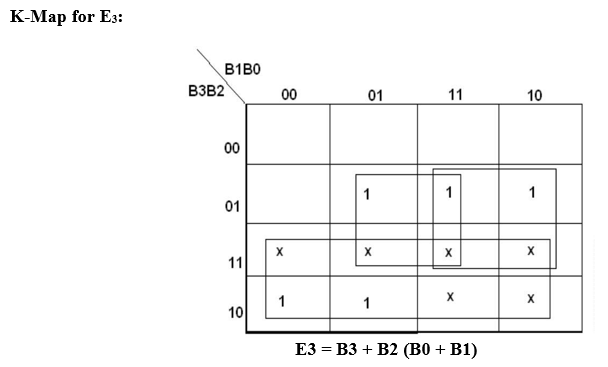 K-Map for E₃:
B1B0
B3B2
00 01 11 10
00
01 1 1 1
11 x x x x
10 1 1 x x
E3 = B3 + B2 (B0 + B1)